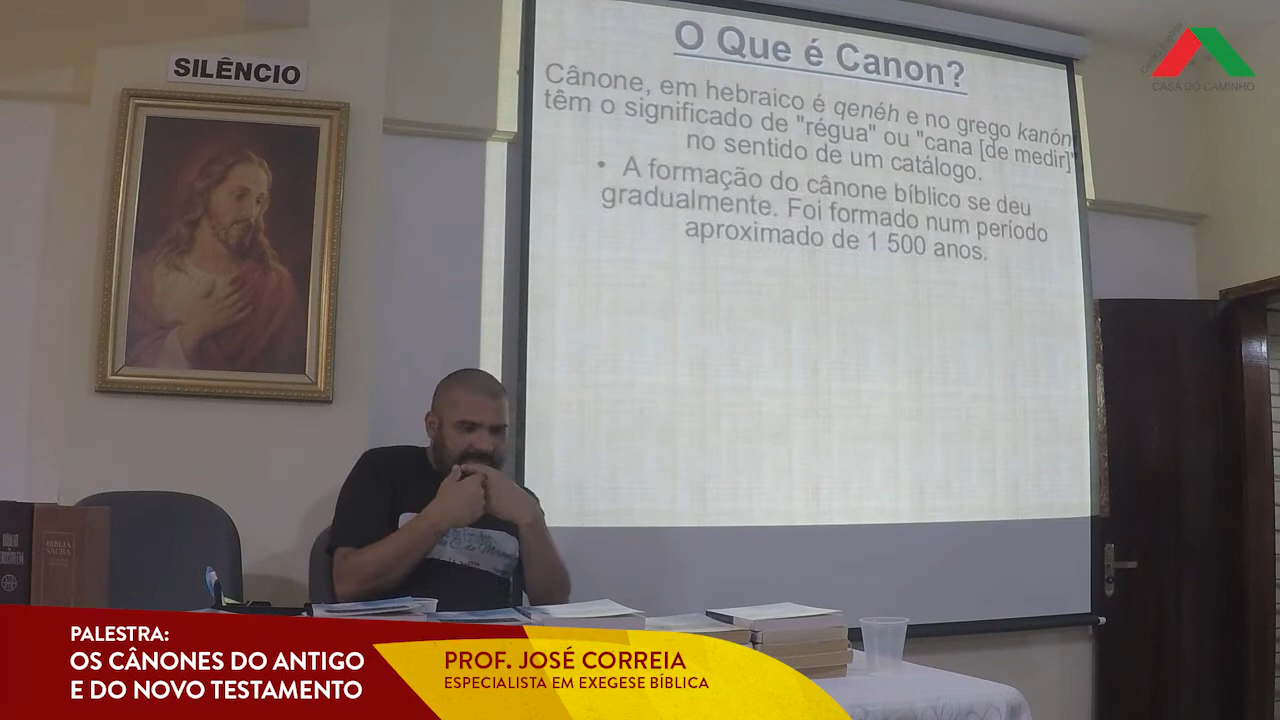 SILÊNCIO
O Que é Canon?
Cânone, em hebraico é qenéh e no grego kanón
têm o significado de "régua" ou "cana [de medir]"
no sentido de um catálogo.
• A formação do cânone bíblico se deu
gradualmente. Foi formado num período
aproximado de 1 500 anos.
CASA DO CAMINHO
BÍBLIA
SAGRADA
PALESTRA:
OS CÂNONES DO ANTIGO
E DO NOVO TESTAMENTO
PROF. JOSÉ CORREIA
ESPECIALISTA EM EXEGESE BÍBLICA